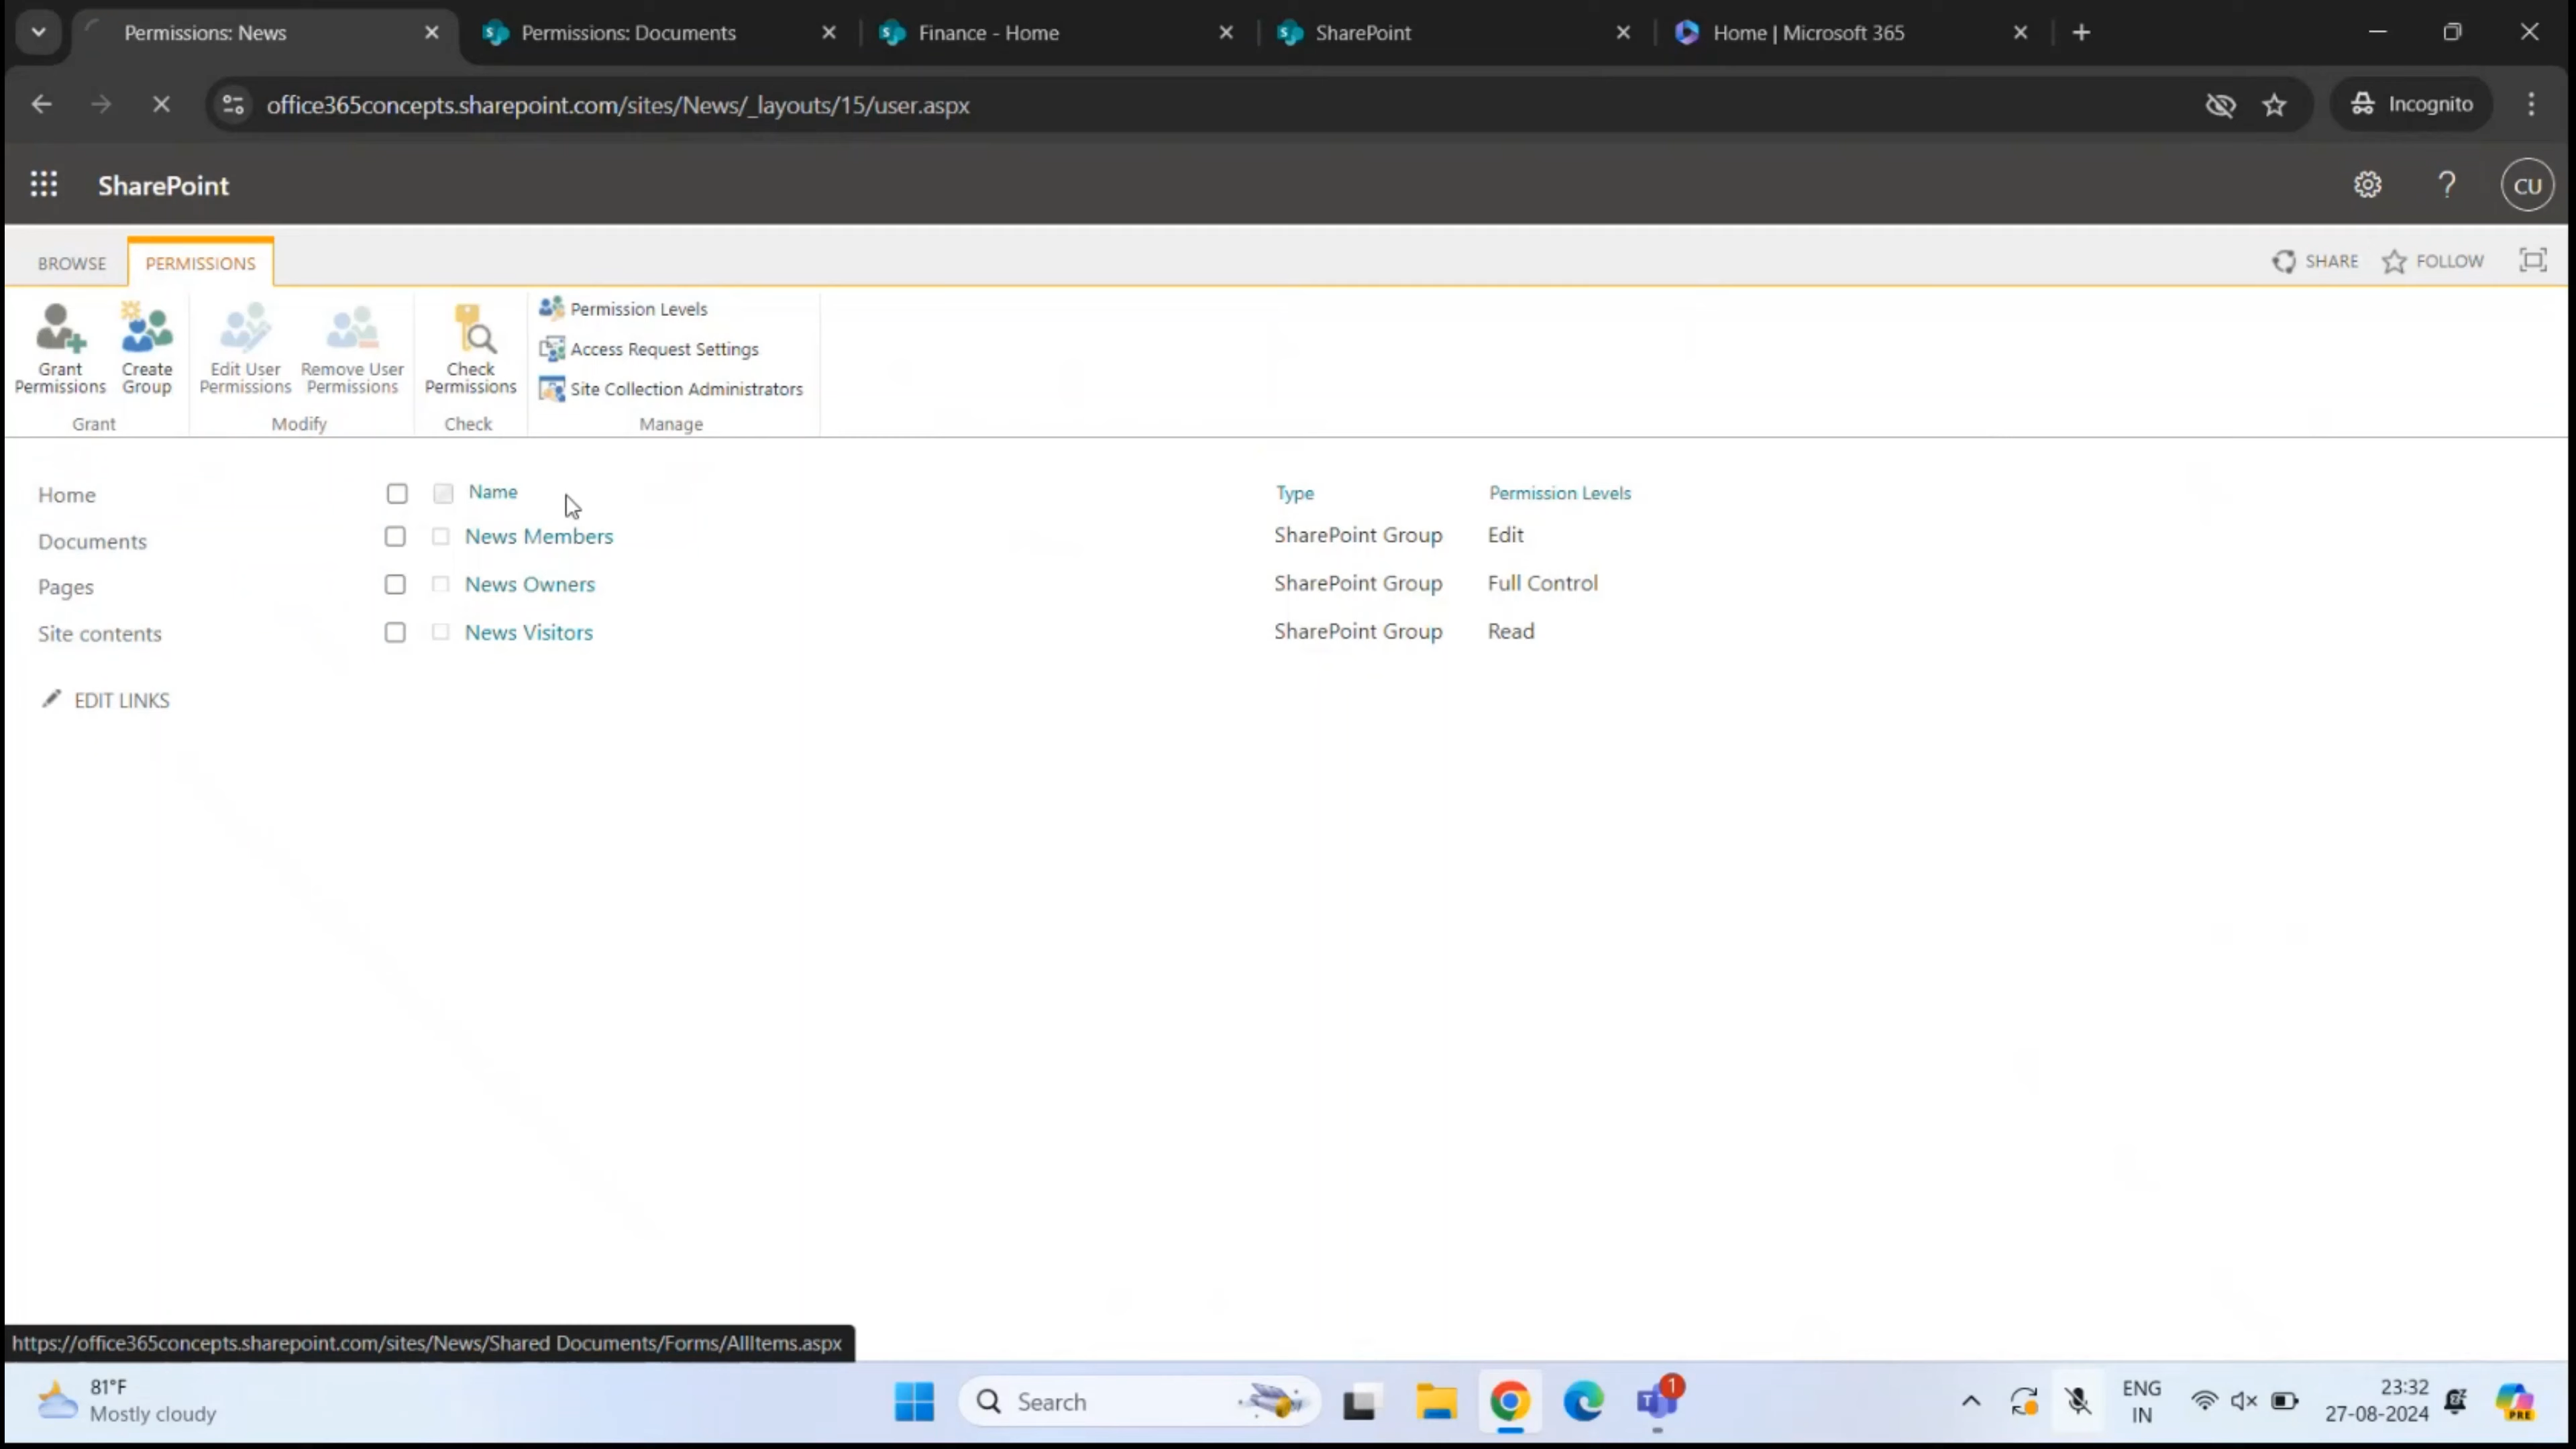 Permissions: News
Permissions: Documents
Finance - Home
SharePoint
Home | Microsoft 365
office365concepts.sharepoint.com/sites/News/_layouts/15/user.aspx
Incognito
SharePoint
CU
BROWSE
PERMISSIONS
SHARE
FOLLOW
Grant Permissions
Create Group
Edit User Permissions
Remove User Permissions
Check Permissions
Permission Levels
Access Request Settings
Site Collection Administrators
Grant
Modify
Check
Manage
Home
Documents
Pages
Site contents
EDIT LINKS
Name Type Permission Levels
News Members SharePoint Group Edit
News Owners SharePoint Group Full Control
News Visitors SharePoint Group Read
https://office365concepts.sharepoint.com/sites/News/Shared Documents/Forms/AllItems.aspx
81°F
Mostly cloudy
Search
1
ENG
IN
23:32
27-08-2024
PRE